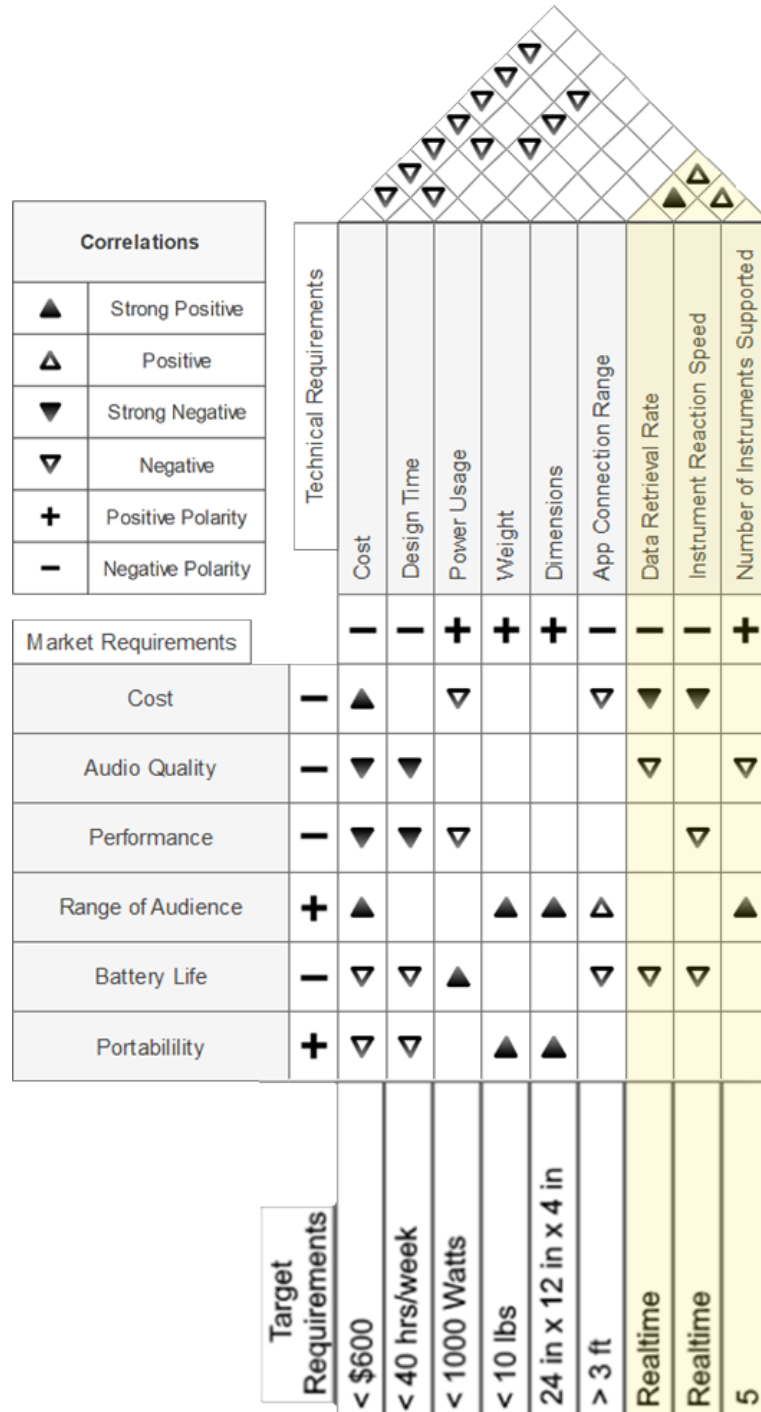 Correlations
Strong Positive
Positive
Strong Negative
Negative
+ Positive Polarity
− Negative Polarity
Technical Requirements
Cost
Design Time
Power Usage
Weight
Dimensions
App Connection Range
Data Retrieval Rate
Instrument Reaction Speed
Number of Instruments Supported
Market Requirements
− − + + + − − − +
Cost −
Audio Quality −
Performance −
Range of Audience +
Battery Life −
Portabilility +
Target
Requirements
< $600
< 40 hrs/week
< 1000 Watts
< 10 lbs
24 in x 12 in x 4 in
> 3 ft
Realtime
Realtime
5